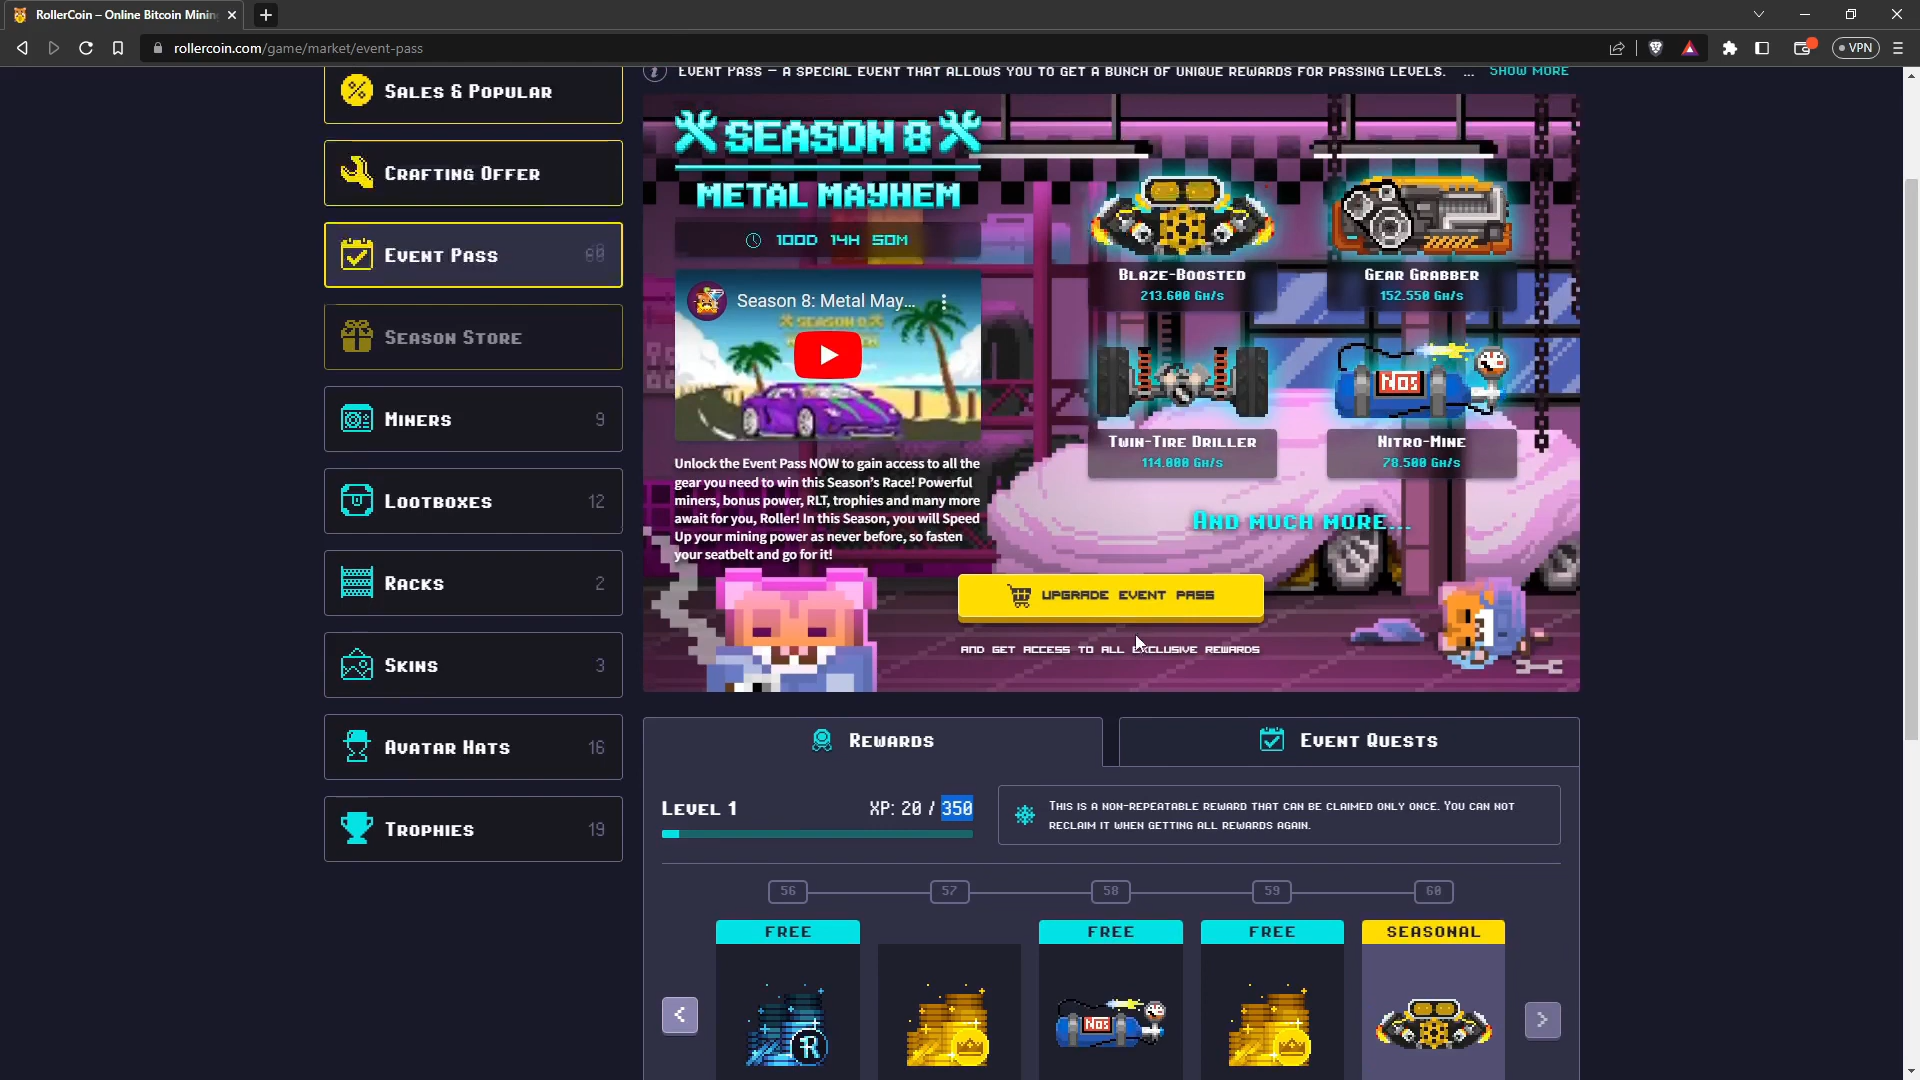 RollerCoin – Online Bitcoin Minin
rollercoin.com/game/market/event-pass
VPN
Event Pass – a special event that allows you to get a bunch of unique rewards for passing levels. ... Show more
Sales & Popular
Crafting Offer
Event Pass
Season Store
Miners 9
Lootboxes 12
Racks 2
Skins 3
Avatar Hats 16
Trophies 19
SEASON 8
METAL MAYHEM
100D 14H 50M
Season 8: Metal May...
SEASON 8
Unlock the Event Pass NOW to gain access to all the
gear you need to win this Season's Race! Powerful
miners, bonus power, RLT, trophies and many more
await for you, Roller! In this Season, you will Speed
Up your mining power as never before, so fasten
your seatbelt and go for it!
Blaze-Boosted
213.600 Gh/s
Gear Grabber
152.550 Gh/s
Nos
Twin-Tire Driller
114.000 Gh/s
Nitro-Mine
78.500 Gh/s
And much more...
Upgrade Event Pass
and get access to all exclusive rewards
Rewards
Event Quests
Level 1
XP: 20 / 350
This is a non-repeatable reward that can be claimed only once. You can not
reclaim it when getting all rewards again.
56 57 58 59 60
FREE FREE FREE SEASONAL
R
Nos
<
>